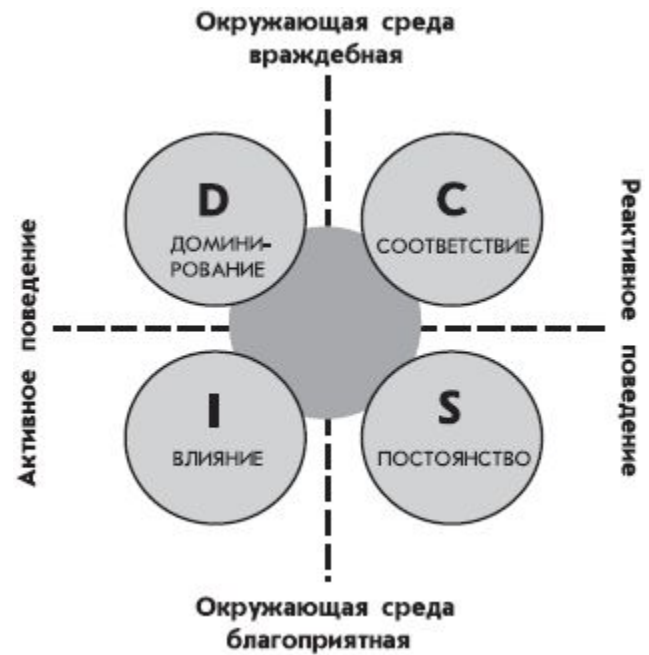 Окружающая среда
враждебная
D
ДОМИНИ-
РОВАНИЕ
C
СООТВЕТСТВИЕ
Активное поведение
Реактивное поведение
I
ВЛИЯНИЕ
S
ПОСТОЯНСТВО
Окружающая среда
благоприятная